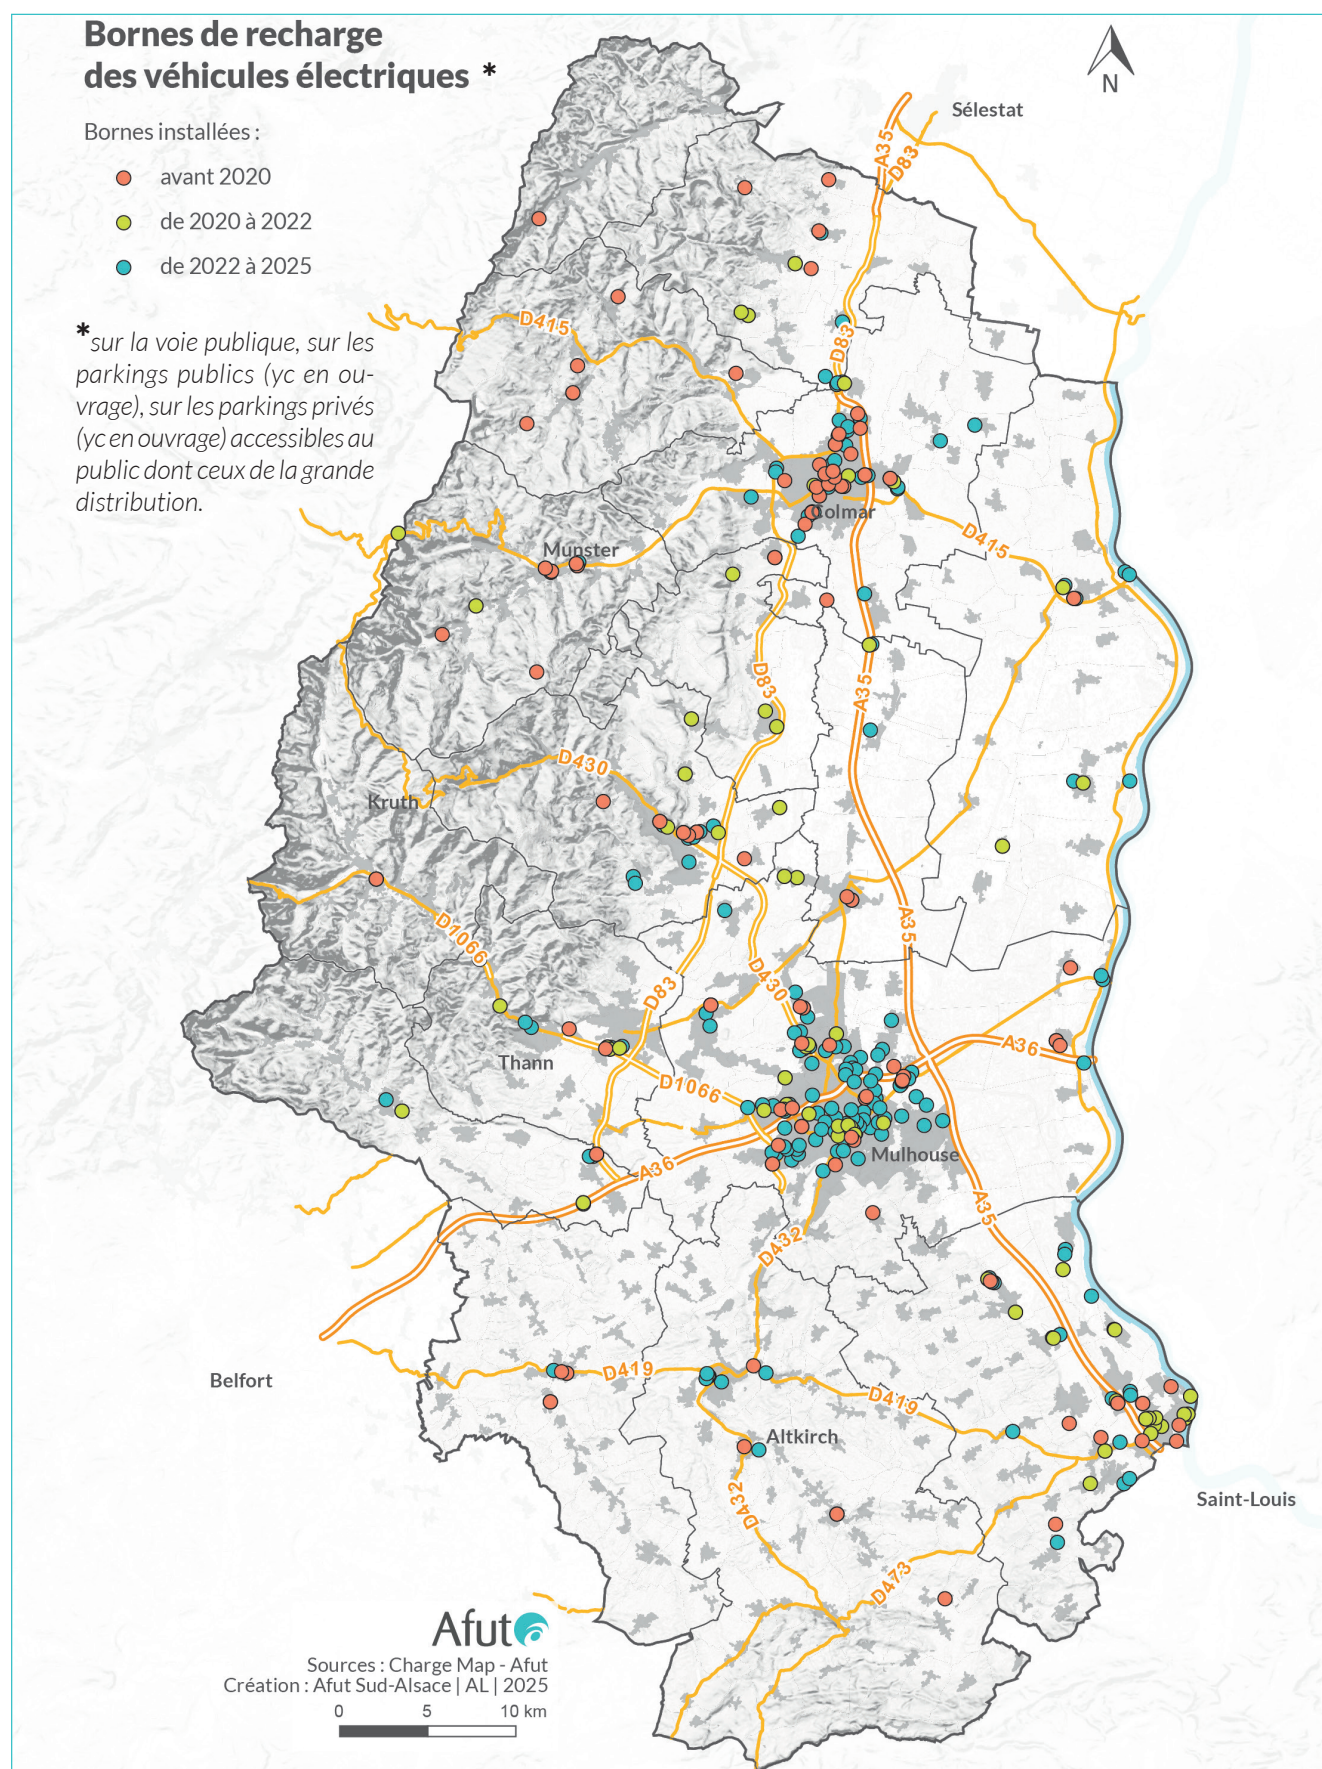 Bornes de recharge
des véhicules électriques *
Bornes installées :
avant 2020
de 2020 à 2022
de 2022 à 2025
*sur la voie publique, sur les
parkings publics (yc en ou-
vrage), sur les parkings privés
(yc en ouvrage) accessibles au
public dont ceux de la grande
distribution.
N
Sélestat
A35
D83
D415
D83
Colmar
D415
Munster
D83
A35
D430
Kruth
D1066
A35
D430
D83
A36
Thann
D1066
Mulhouse
A36
A35
D432
D419
Belfort
D419
Altkirch
D432
Saint-Louis
D473
Afut
Sources : Charge Map - Afut
Création : Afut Sud-Alsace | AL | 2025
0 5 10 km